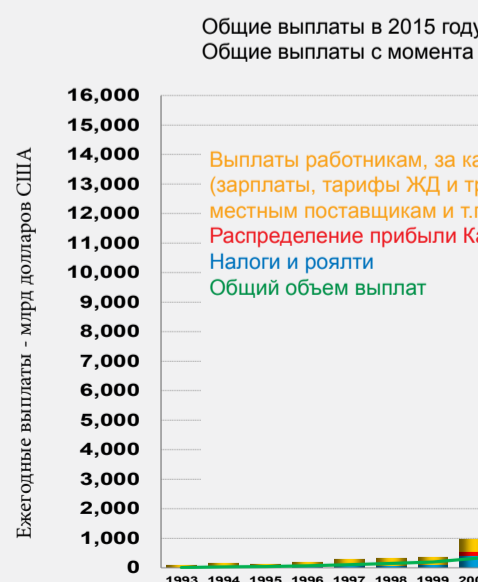 Общие выплаты в 2015 году
Общие выплаты с момента
16,000
15,000
14,000
13,000
12,000
11,000
10,000
9,000
8,000
7,000
6,000
5,000
4,000
3,000
2,000
1,000
0
Ежегодные выплаты - млрд долларов США
Выплаты работникам, за
(зарплаты, тарифы ЖД и
местным поставщикам и т.п
Распределение прибыли
Налоги и роялти
Общий объем выплат
1993 1994 1995 1996 1997 1998 1999